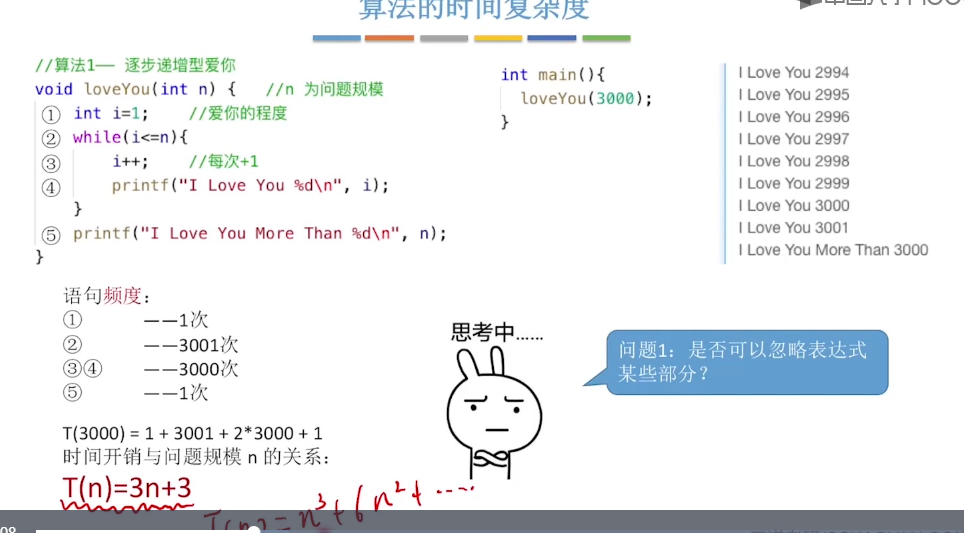 算法的时间复杂度
//算法1—— 逐步递增型爱你
void loveYou(int n) {   //n 为问题规模
① int i=1;    //爱你的程度
② while(i<=n){
③ i++;    //每次+1
④ printf("I Love You %d\n", i);
}
⑤ printf("I Love You More Than %d\n", n);
}
int main(){
loveYou(3000);
}
I Love You 2994
I Love You 2995
I Love You 2996
I Love You 2997
I Love You 2998
I Love You 2999
I Love You 3000
I Love You 3001
I Love You More Than 3000
语句频度：
① ——1次
② ——3001次
③④ ——3000次
⑤ ——1次
T(3000) = 1 + 3001 + 2*3000 + 1
时间开销与问题规模 n 的关系：
T(n)=3n+3
思考中……
问题1：是否可以忽略表达式
某些部分？
= n³ + 6n² + ....
08